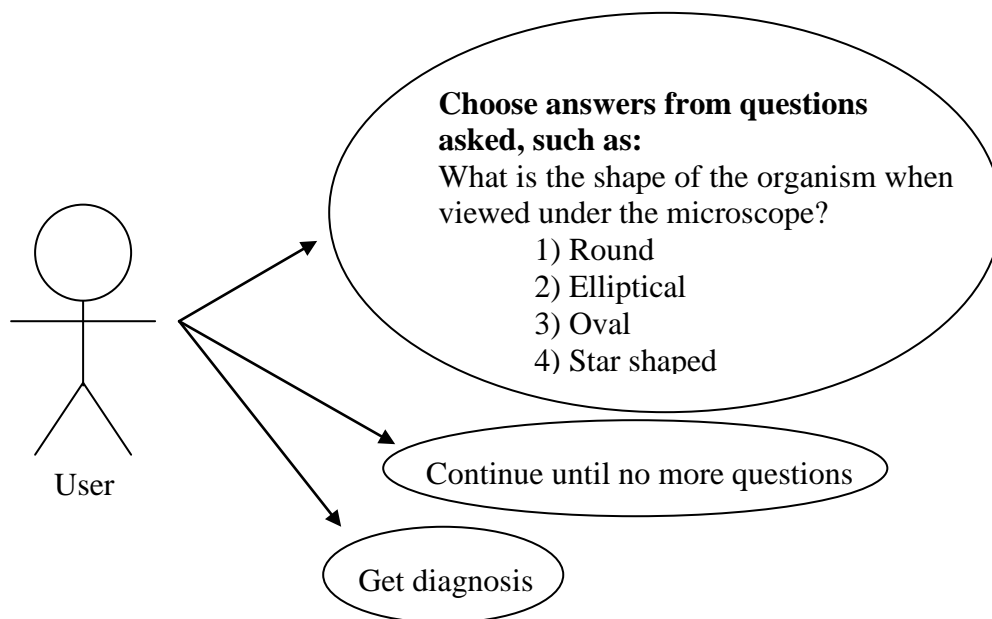 Choose answers from questions
asked, such as:
What is the shape of the organism when
viewed under the microscope?
1) Round
2) Elliptical
3) Oval
4) Star shaped
User
Continue until no more questions
Get diagnosis